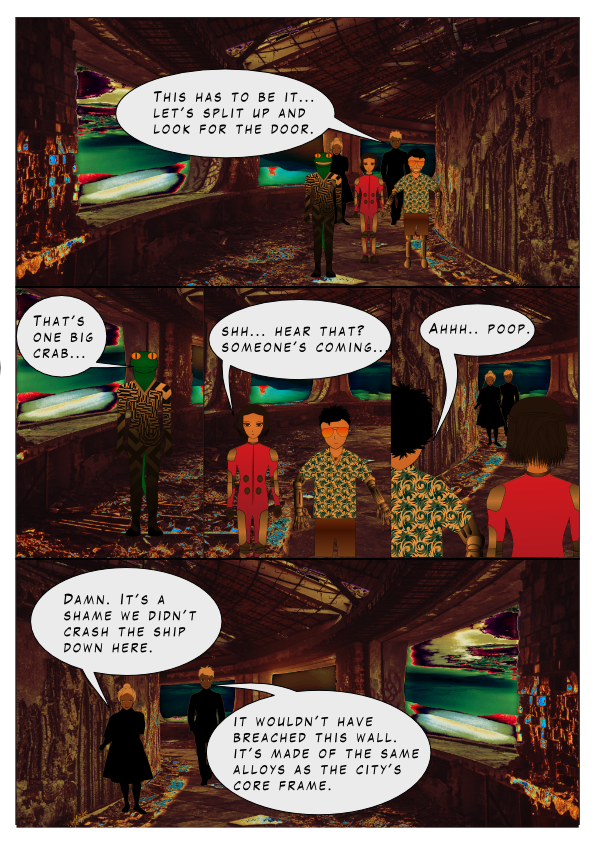 THIS HAS TO BE IT...
LET'S SPLIT UP AND
LOOK FOR THE DOOR.
THAT'S
ONE BIG
CRAB...
SHH... HEAR THAT?
SOMEONE'S COMING...
AHHH.. POOP.
DAMN. IT'S A
SHAME WE DIDN'T
CRASH THE SHIP
DOWN HERE.
IT WOULDN'T HAVE
BREACHED THIS WALL.
IT'S MADE OF THE SAME
ALLOYS AS THE CITY'S
CORE FRAME.